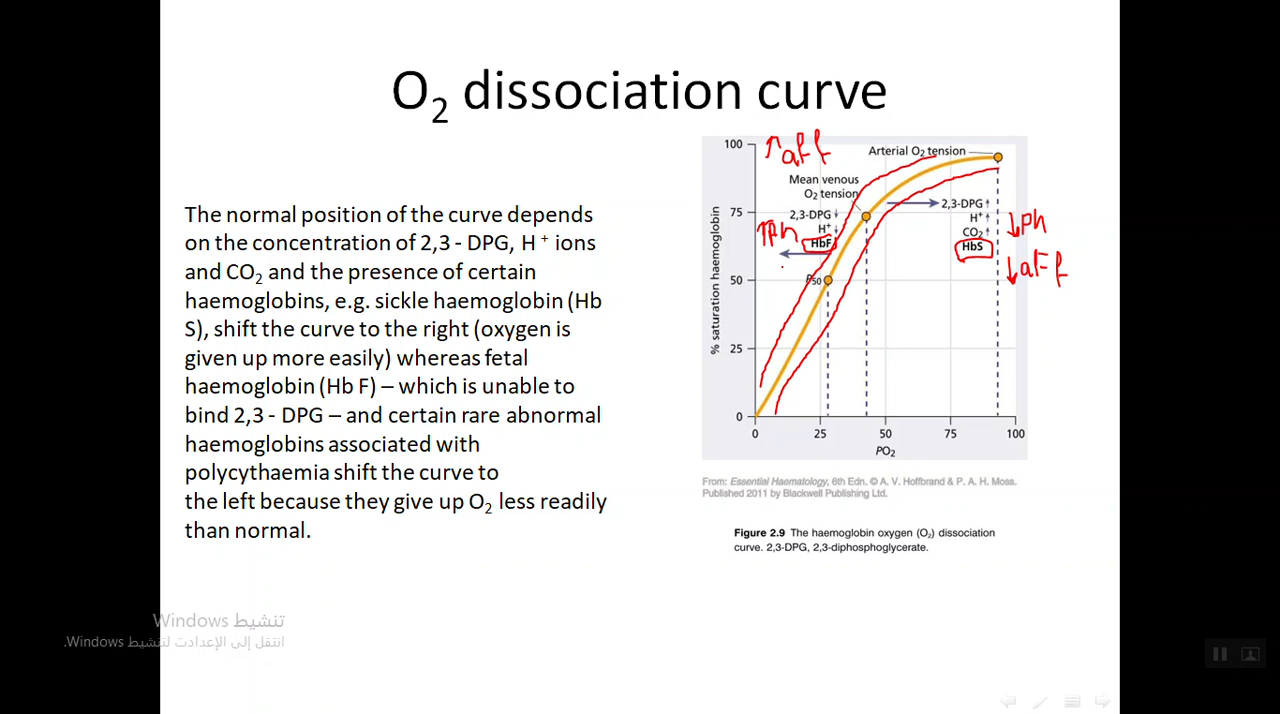 O2 dissociation curve
The normal position of the curve depends
on the concentration of 2,3 - DPG, H + ions
and CO2 and the presence of certain
haemoglobins, e.g. sickle haemoglobin (Hb
S), shift the curve to the right (oxygen is
given up more easily) whereas fetal
haemoglobin (Hb F) – which is unable to
bind 2,3 - DPG – and certain rare abnormal
haemoglobins associated with
polycythaemia shift the curve to
the left because they give up O2 less readily
than normal.
↑aff
Arterial O2 tension
Mean venous
O2 tension
2,3-DPG↓
H+↓
HbF
↑Ph
P50
2,3-DPG↑
H+↑
CO2↑
HbS
↓Ph
↓aff
% saturation haemoglobin
100
75
50
25
0
0 25 50 75 100
PO2
From: Essential Haematology, 6th Edn. © A. V. Hoffbrand & P. A. H. Moss.
Published 2011 by Blackwell Publishing Ltd.
Figure 2.9 The haemoglobin oxygen (O2) dissociation
curve. 2,3-DPG, 2,3-diphosphoglycerate.
تنشيط Windows
انتقل إلى الإعدادت لتنشيط Windows.